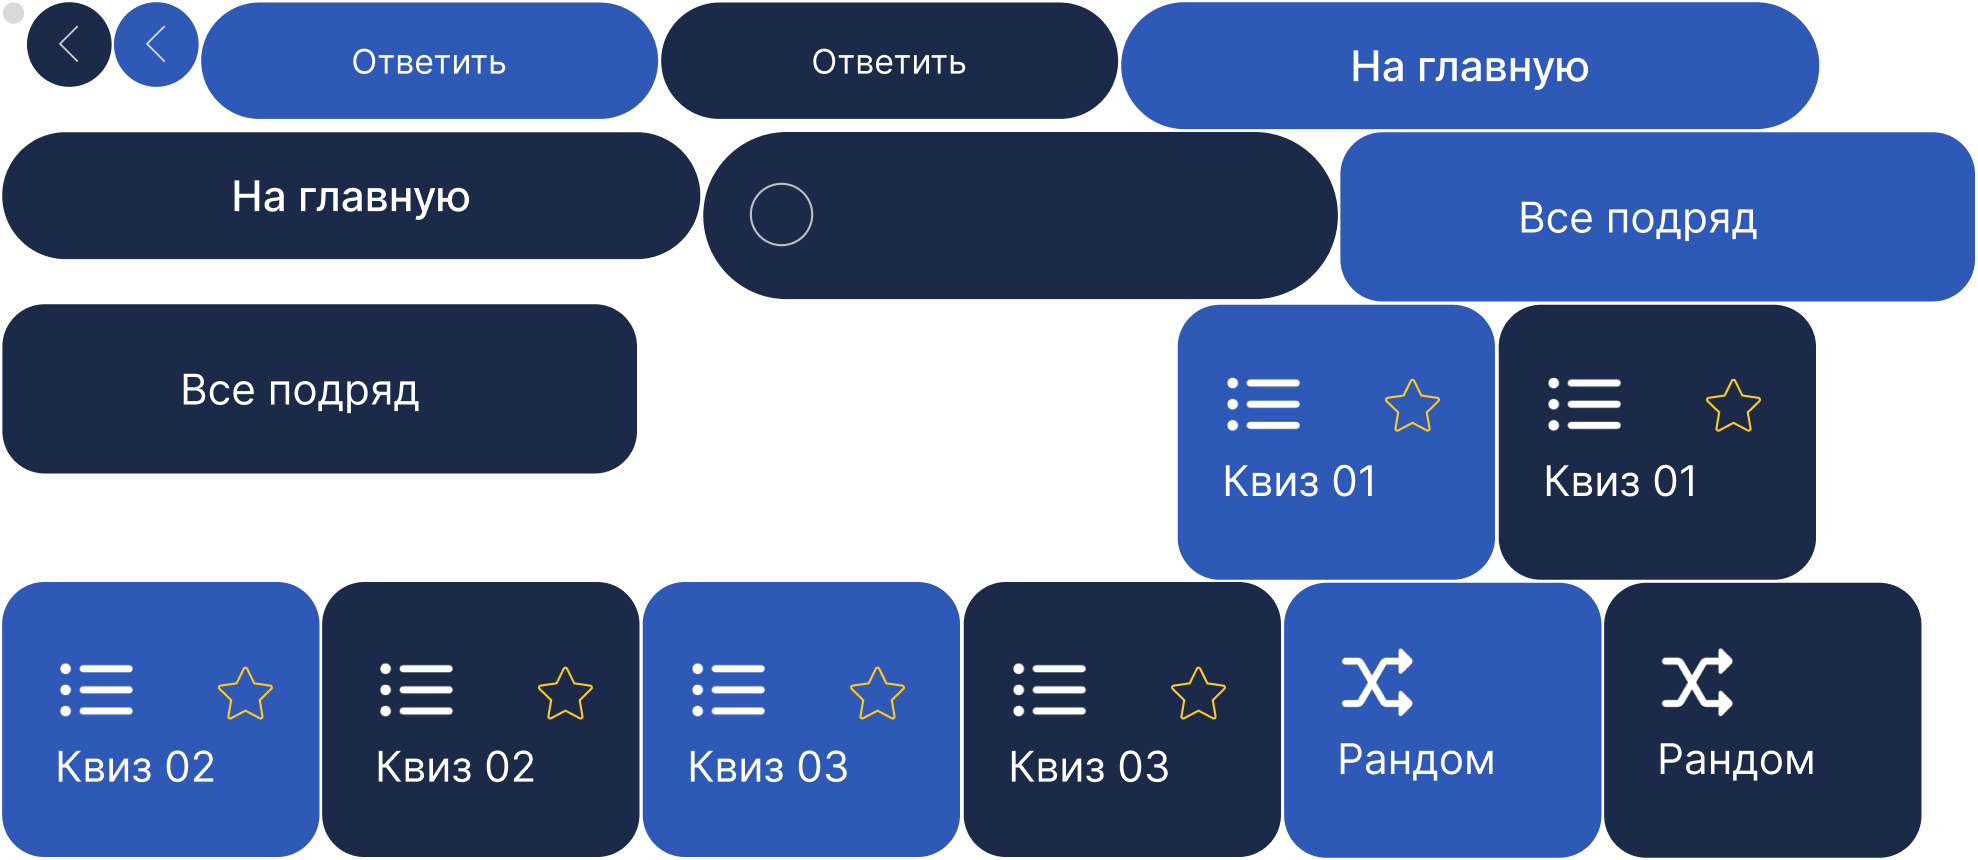 Ответить
Ответить
На главную
На главную
Все подряд
Все подряд
Квиз 01
Квиз 01
Квиз 02
Квиз 02
Квиз 03
Квиз 03
Рандом
Рандом